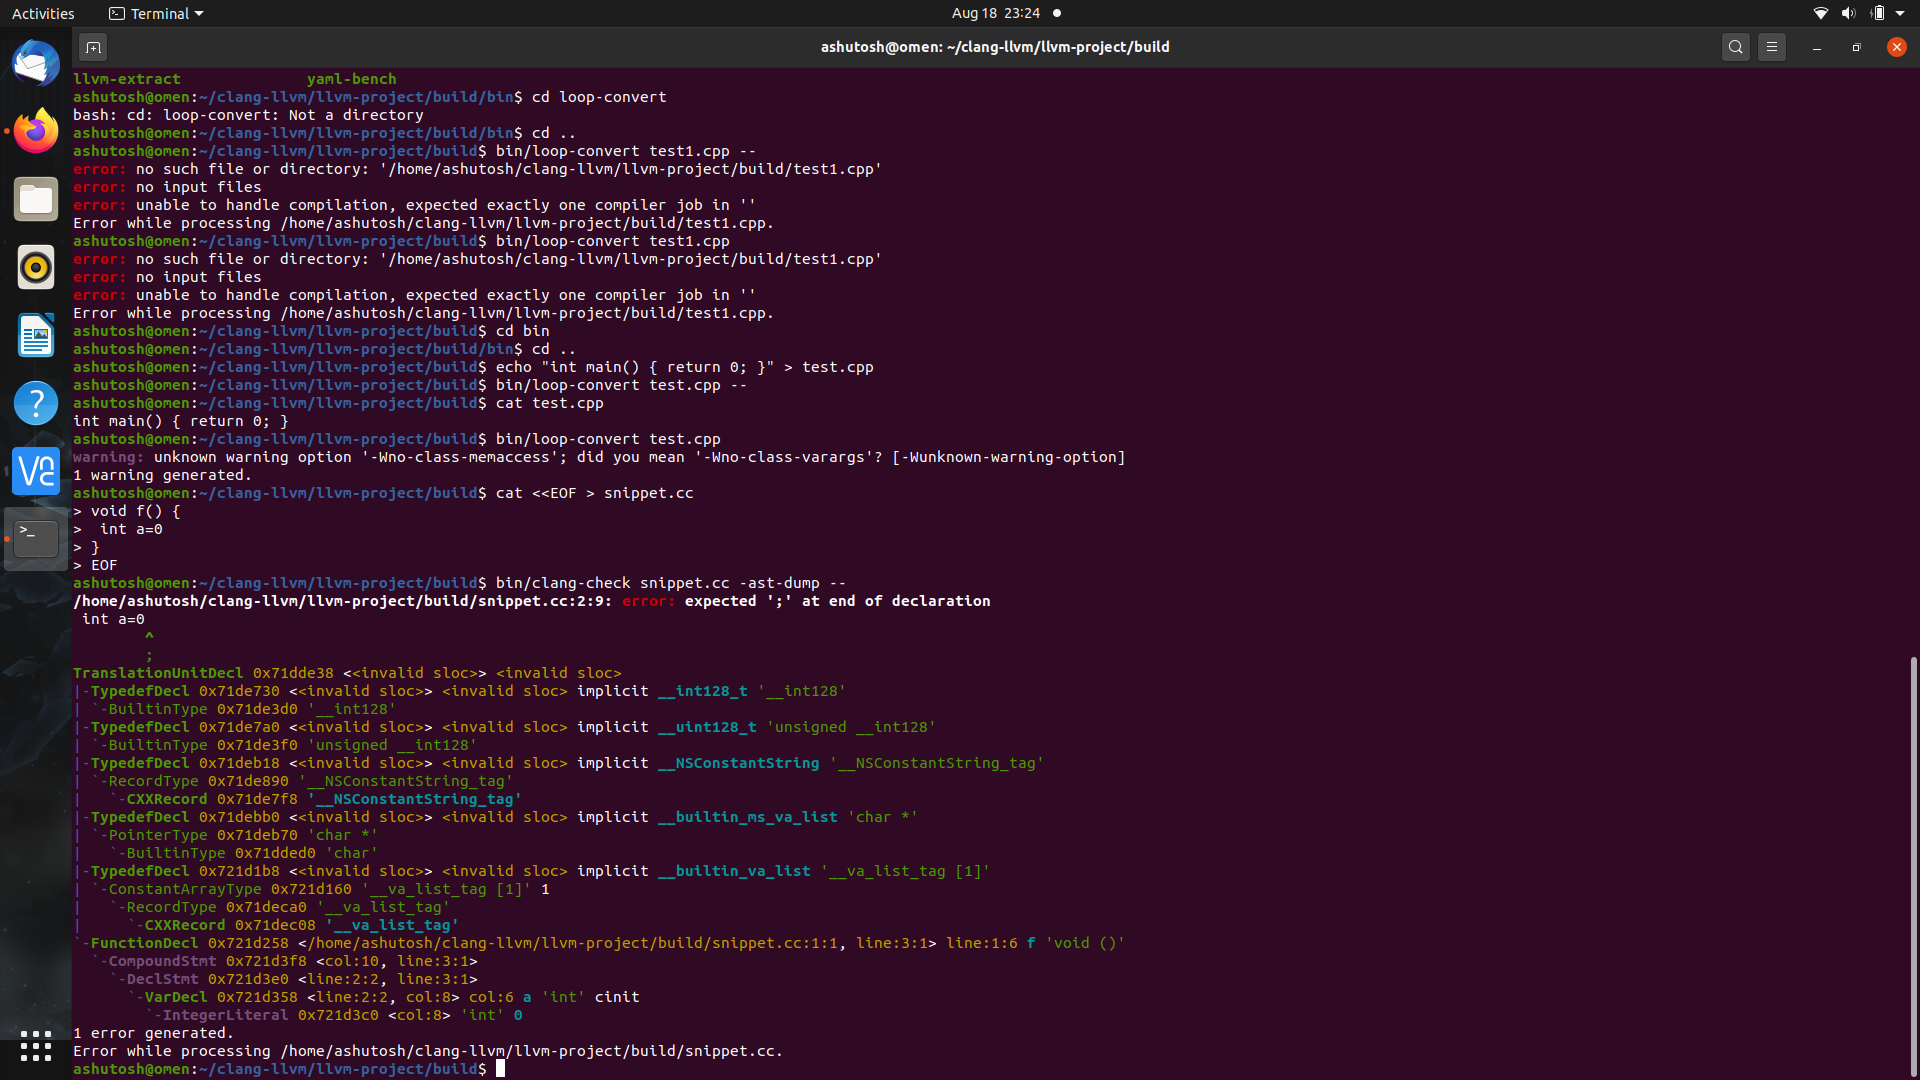 Activities
Terminal
Aug 18 23:24
ashutosh@omen: ~/clang-llvm/llvm-project/build
llvm-extract              yaml-bench
ashutosh@omen:~/clang-llvm/llvm-project/build/bin$ cd loop-convert
bash: cd: loop-convert: Not a directory
ashutosh@omen:~/clang-llvm/llvm-project/build/bin$ cd ..
ashutosh@omen:~/clang-llvm/llvm-project/build$ bin/loop-convert test1.cpp --
error: no such file or directory: '/home/ashutosh/clang-llvm/llvm-project/build/test1.cpp'
error: no input files
error: unable to handle compilation, expected exactly one compiler job in ''
Error while processing /home/ashutosh/clang-llvm/llvm-project/build/test1.cpp.
ashutosh@omen:~/clang-llvm/llvm-project/build$ bin/loop-convert test1.cpp
error: no such file or directory: '/home/ashutosh/clang-llvm/llvm-project/build/test1.cpp'
error: no input files
error: unable to handle compilation, expected exactly one compiler job in ''
Error while processing /home/ashutosh/clang-llvm/llvm-project/build/test1.cpp.
ashutosh@omen:~/clang-llvm/llvm-project/build$ cd bin
ashutosh@omen:~/clang-llvm/llvm-project/build/bin$ cd ..
ashutosh@omen:~/clang-llvm/llvm-project/build$ echo "int main() { return 0; }" > test.cpp
ashutosh@omen:~/clang-llvm/llvm-project/build$ bin/loop-convert test.cpp --
ashutosh@omen:~/clang-llvm/llvm-project/build$ cat test.cpp
int main() { return 0; }
ashutosh@omen:~/clang-llvm/llvm-project/build$ bin/loop-convert test.cpp
warning: unknown warning option '-Wno-class-memaccess'; did you mean '-Wno-class-varargs'? [-Wunknown-warning-option]
1 warning generated.
ashutosh@omen:~/clang-llvm/llvm-project/build$ cat <<EOF > snippet.cc
> void f() {
>  int a=0
> }
> EOF
ashutosh@omen:~/clang-llvm/llvm-project/build$ bin/clang-check snippet.cc -ast-dump --
/home/ashutosh/clang-llvm/llvm-project/build/snippet.cc:2:9: error: expected ';' at end of declaration
 int a=0
        ^
        ;
TranslationUnitDecl 0x71dde38 <<invalid sloc>> <invalid sloc>
|-TypedefDecl 0x71de730 <<invalid sloc>> <invalid sloc> implicit __int128_t '__int128'
| `-BuiltinType 0x71de3d0 '__int128'
|-TypedefDecl 0x71de7a0 <<invalid sloc>> <invalid sloc> implicit __uint128_t 'unsigned __int128'
| `-BuiltinType 0x71de3f0 'unsigned __int128'
|-TypedefDecl 0x71deb18 <<invalid sloc>> <invalid sloc> implicit __NSConstantString '__NSConstantString_tag'
| `-RecordType 0x71de890 '__NSConstantString_tag'
|   `-CXXRecord 0x71de7f8 '__NSConstantString_tag'
|-TypedefDecl 0x71debb0 <<invalid sloc>> <invalid sloc> implicit __builtin_ms_va_list 'char *'
| `-PointerType 0x71deb70 'char *'
|   `-BuiltinType 0x71dded0 'char'
|-TypedefDecl 0x721d1b8 <<invalid sloc>> <invalid sloc> implicit __builtin_va_list '__va_list_tag [1]'
| `-ConstantArrayType 0x721d160 '__va_list_tag [1]' 1
|   `-RecordType 0x71deca0 '__va_list_tag'
|     `-CXXRecord 0x71dec08 '__va_list_tag'
`-FunctionDecl 0x721d258 </home/ashutosh/clang-llvm/llvm-project/build/snippet.cc:1:1, line:3:1> line:1:6 f 'void ()'
  `-CompoundStmt 0x721d3f8 <col:10, line:3:1>
    `-DeclStmt 0x721d3e0 <line:2:2, line:3:1>
      `-VarDecl 0x721d358 <line:2:2, col:8> col:6 a 'int' cinit
        `-IntegerLiteral 0x721d3c0 <col:8> 'int' 0
1 error generated.
Error while processing /home/ashutosh/clang-llvm/llvm-project/build/snippet.cc.
ashutosh@omen:~/clang-llvm/llvm-project/build$